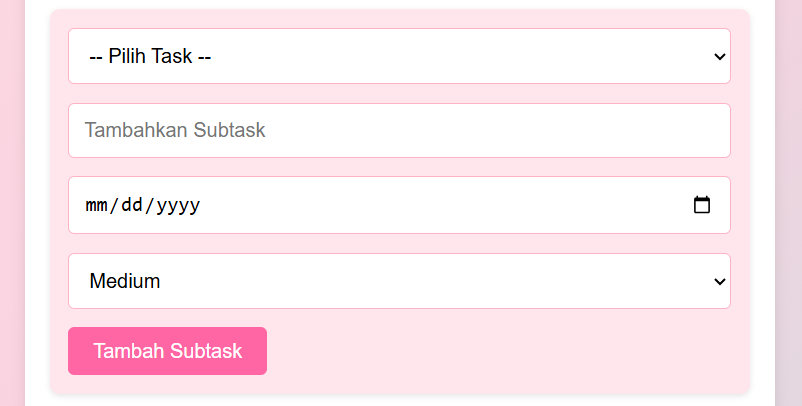 -- Pilih Task --
Tambahkan Subtask
mm/dd/yyyy
Medium
Tambah Subtask